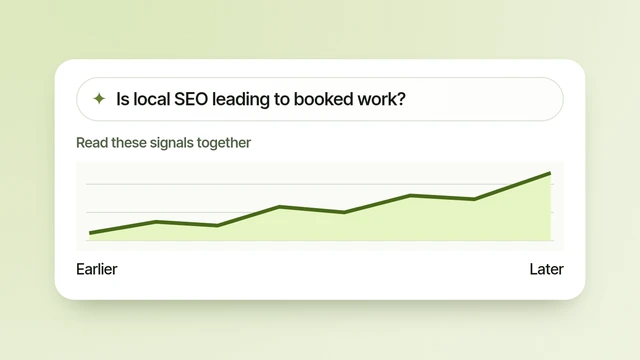 Is local SEO leading to booked work?
Read these signals together
Earlier
Later